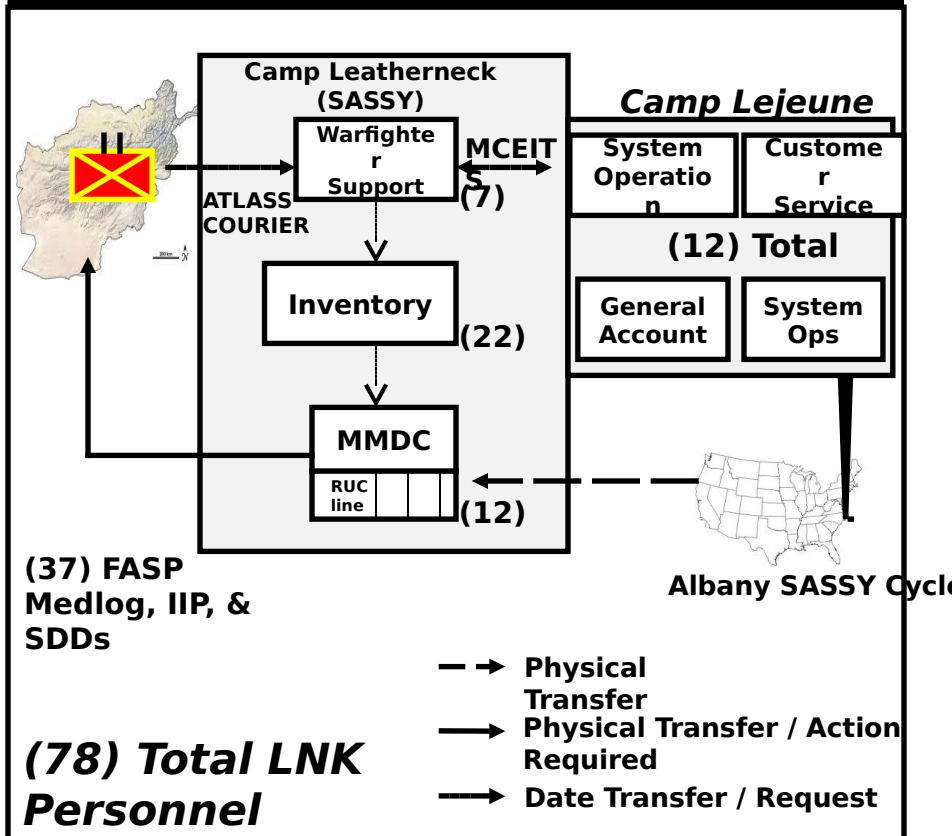 Camp Leatherneck
(SASSY)
Camp Lejeune
Warfighte
r
Support
MCEIT
S
(7)
System
Operatio
n
Custome
r
Service
ATLASS
COURIER
(12) Total
Inventory
(22)
General
Account
System
Ops
MMDC
RUC
line
(12)
Albany SASSY Cycle
(37) FASP
Medlog, IIP, &
SDDs
Physical
Transfer
Physical Transfer / Action
Required
Date Transfer / Request
(78) Total LNK
Personnel